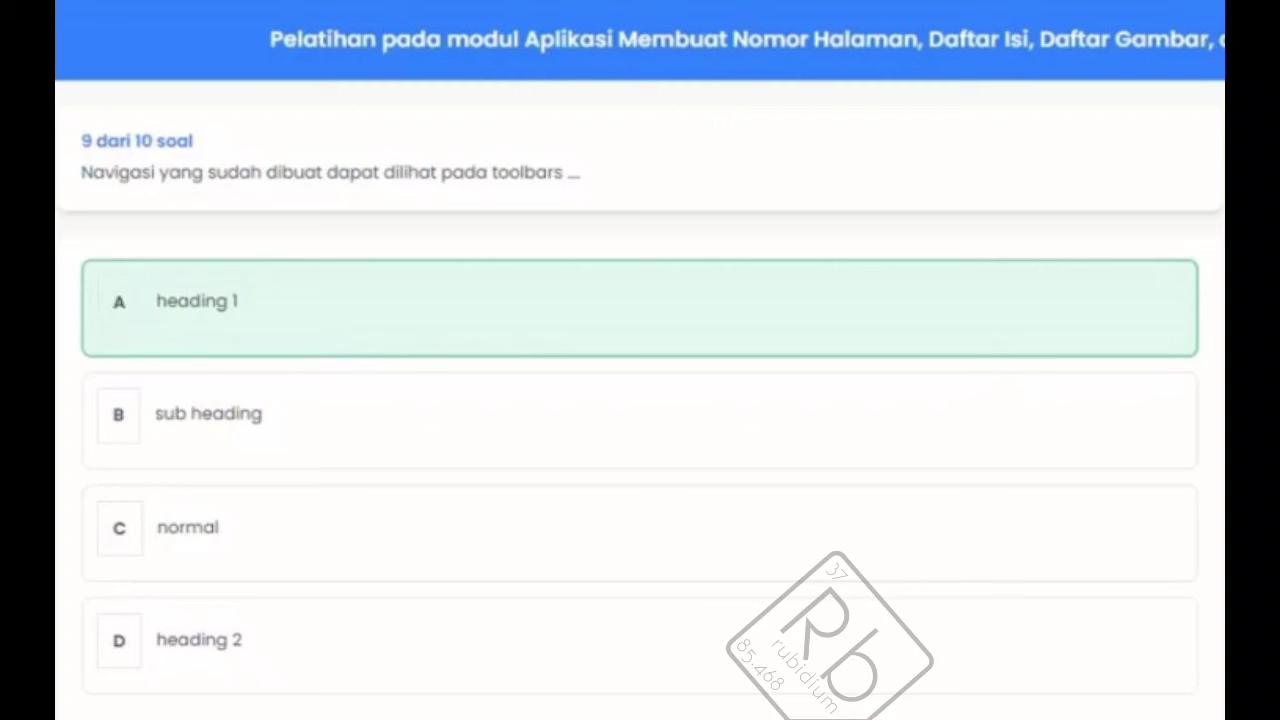 Pelatihan pada modul Aplikasi Membuat Nomor Halaman, Daftar Isi, Daftar Gambar,
9 dari 10 soal
Navigasi yang sudah dibuat dapat dilihat pada toolbars ...
A heading 1
B sub heading
C normal
D heading 2
37
Rb
rubidium
85.468